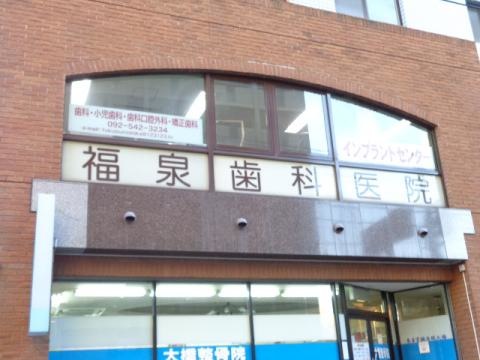 歯科・小児歯科・歯科口腔外科・矯正歯科
092-542-3234
インプラントセンター
福泉歯科医院
大橋整骨院